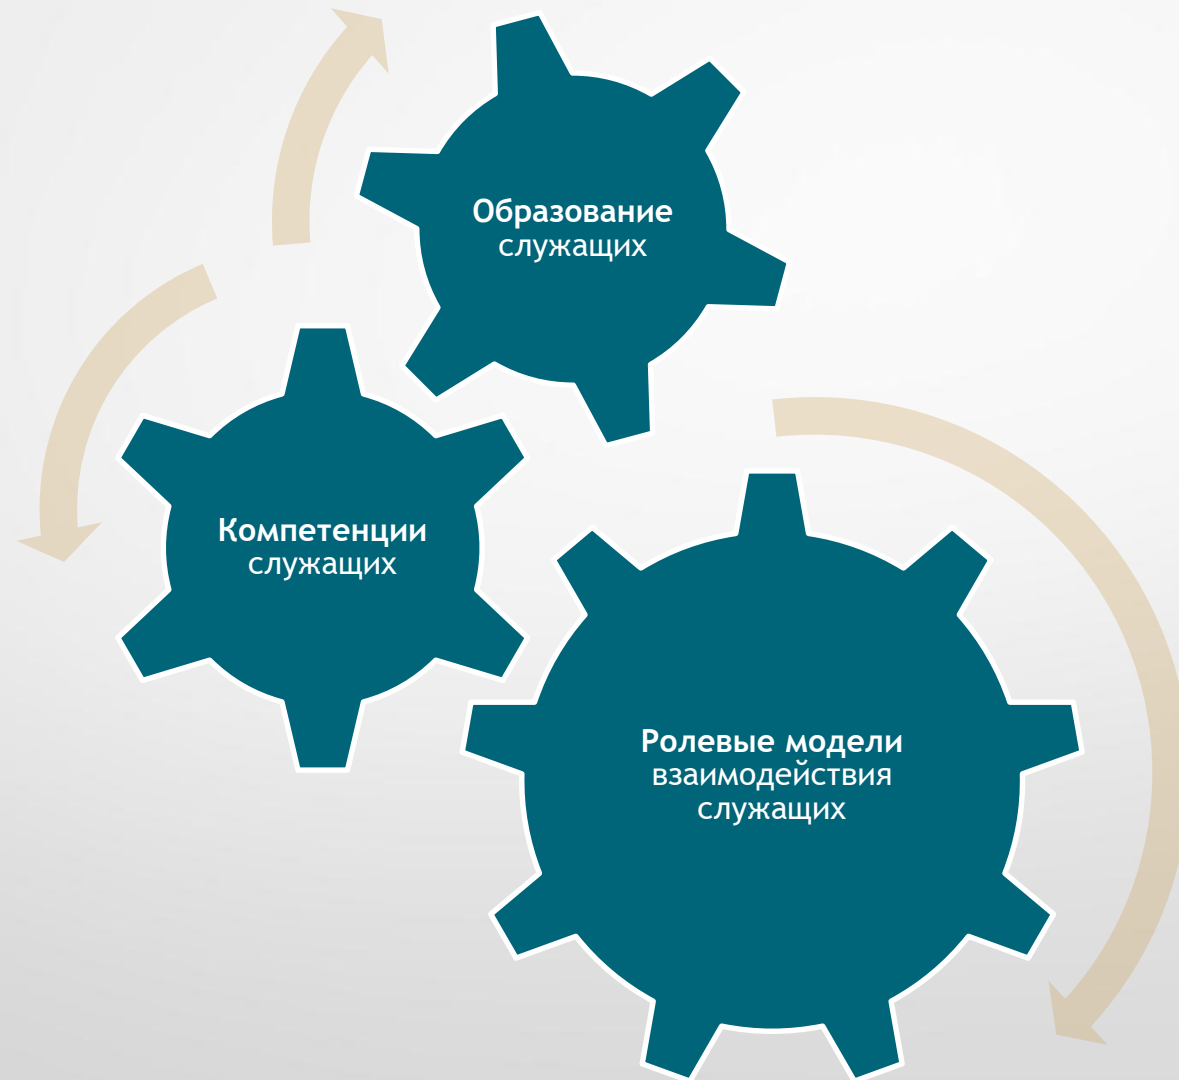 Образование
служащих
Компетенции
служащих
Ролевые модели
взаимодействия
служащих